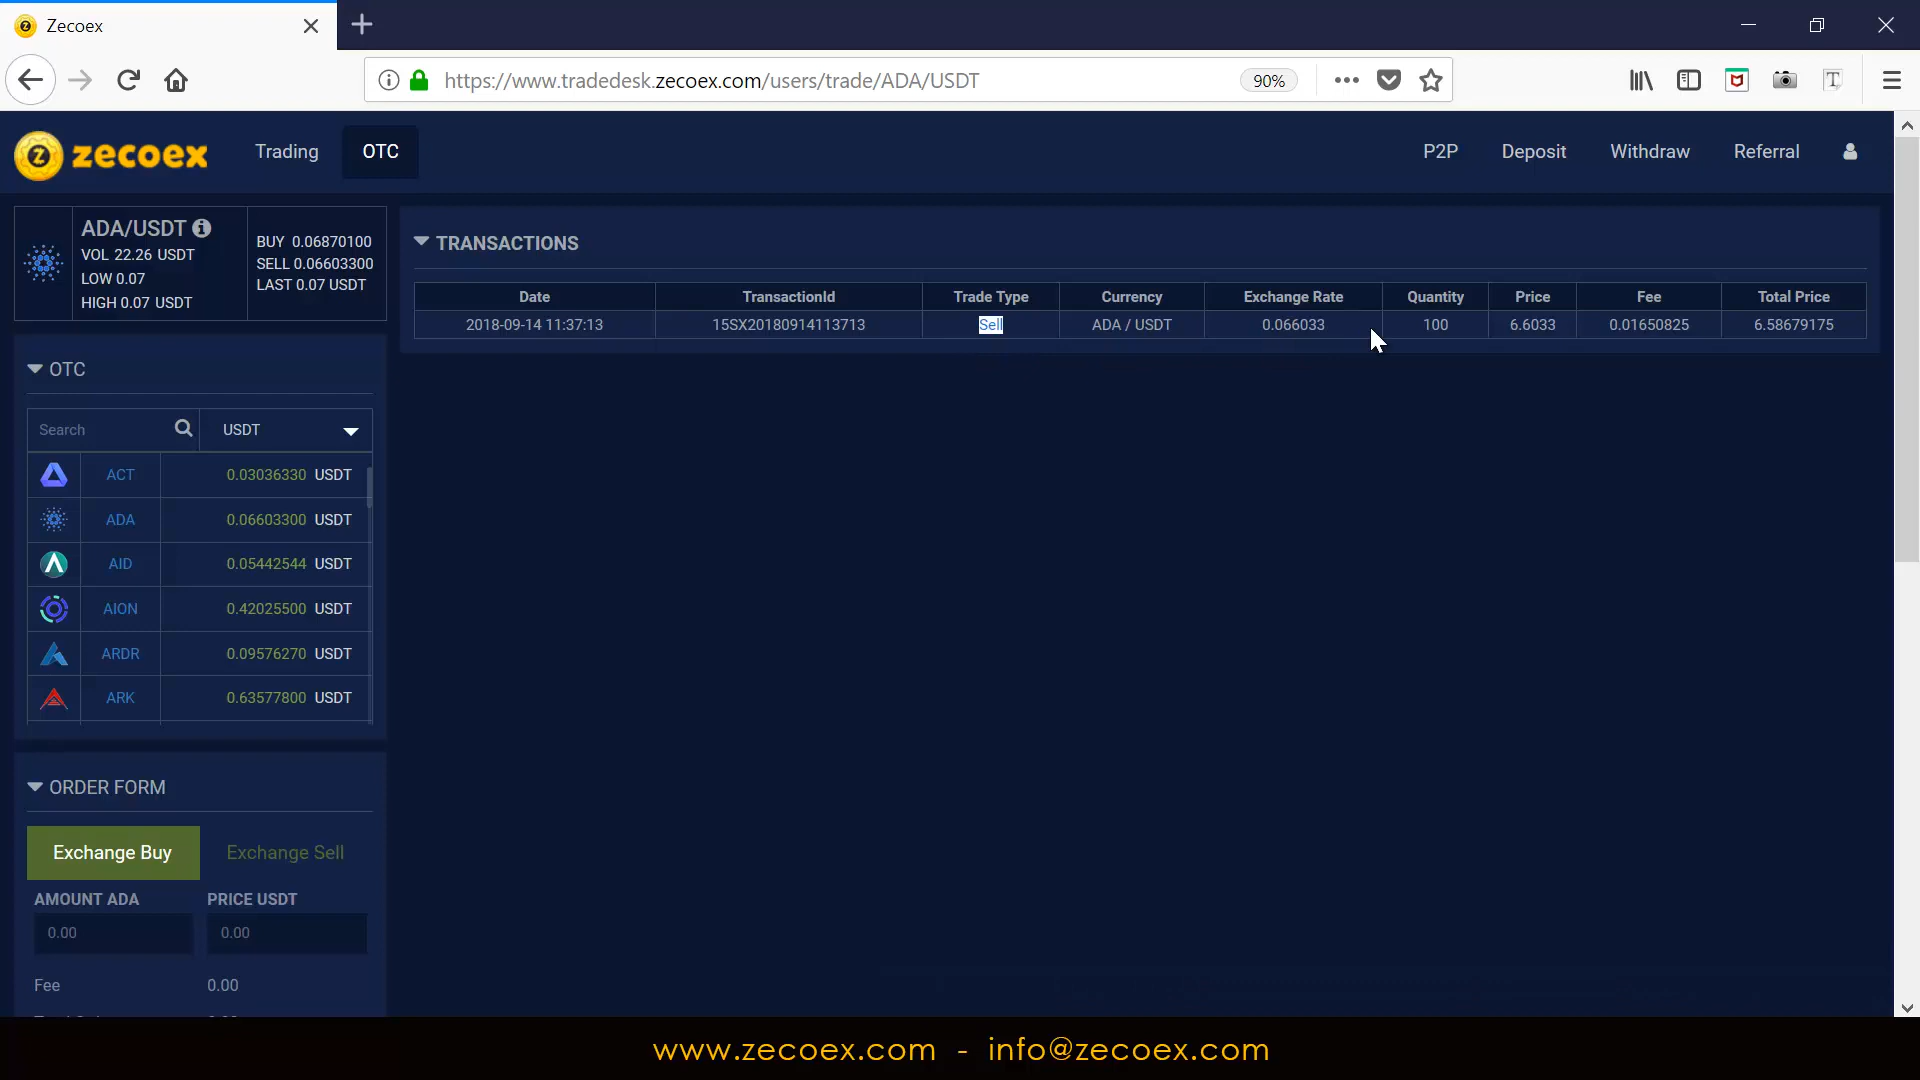 Zecoex
https://www.tradedesk.zecoex.com/users/trade/ADA/USDT
90%
zecoex
Trading
OTC
P2P
Deposit
Withdraw
Referral
ADA/USDT
VOL 22.26 USDT
LOW 0.07
HIGH 0.07 USDT
BUY 0.06870100
SELL 0.06603300
LAST 0.07 USDT
TRANSACTIONS
Date TransactionId Trade Type Currency Exchange Rate Quantity Price Fee Total Price
2018-09-14 11:37:13 15SX20180914113713 Sell ADA / USDT 0.066033 100 6.6033 0.01650825 6.58679175
OTC
Search USDT
ACT 0.03036330 USDT
ADA 0.06603300 USDT
AID 0.05442544 USDT
AION 0.42025500 USDT
ARDR 0.09576270 USDT
ARK 0.63577800 USDT
ORDER FORM
Exchange Buy Exchange Sell
AMOUNT ADA PRICE USDT
0.00 0.00
Fee 0.00
www.zecoex.com - info@zecoex.com